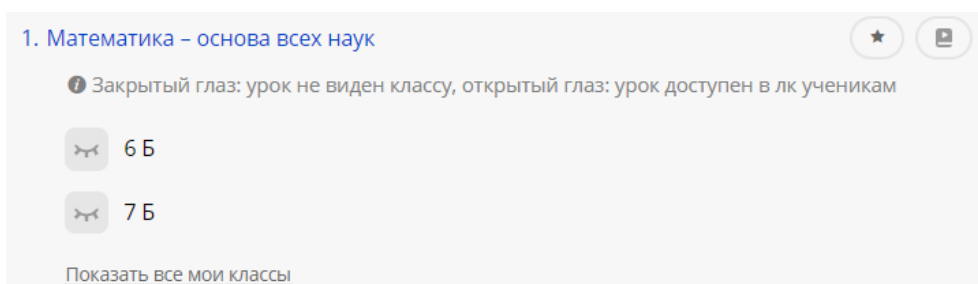 1. Математика – основа всех наук
Закрытый глаз: урок не виден классу, открытый глаз: урок доступен в лк ученикам
6 Б
7 Б
Показать все мои классы